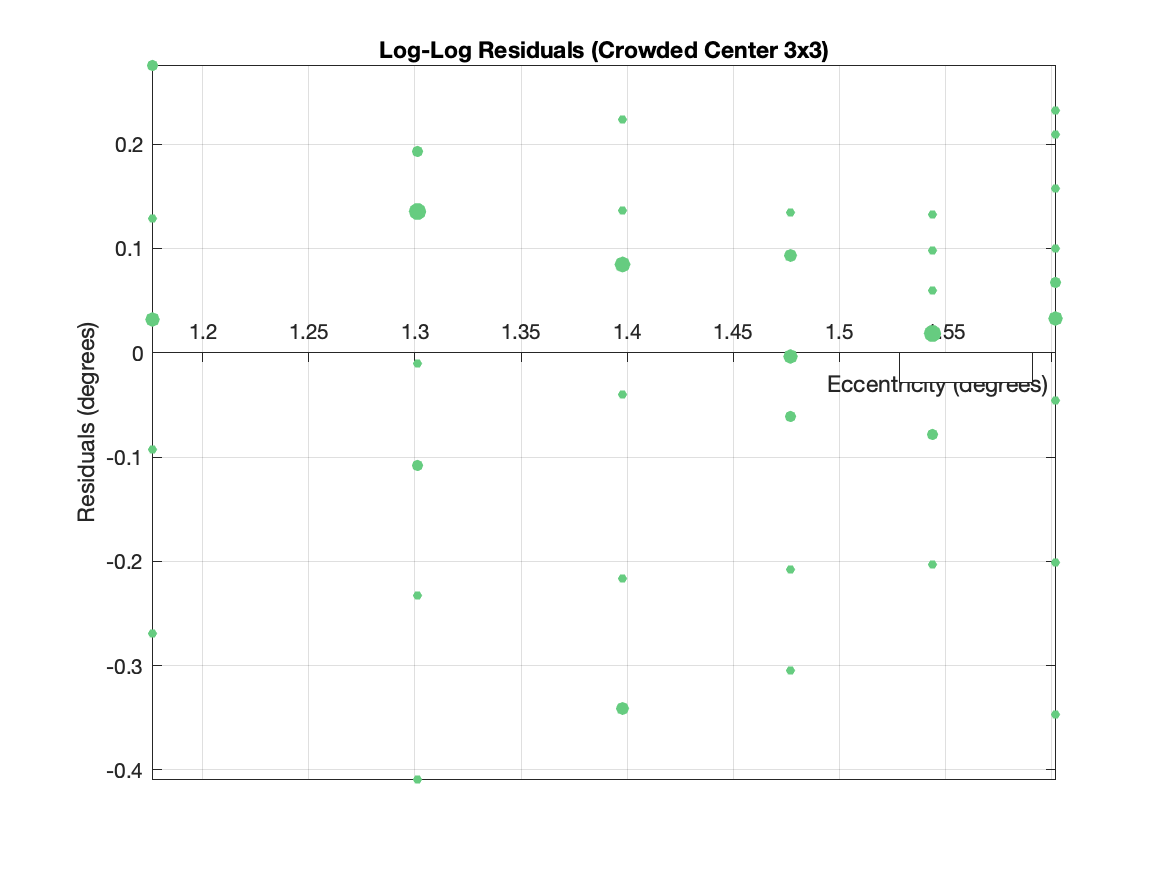 Log-Log Residuals (Crowded Center 3x3)
0.2
0.1
1.2 1.25 1.3 1.35 1.4 1.45 1.5 .55
0
Eccentricity (degrees)
Residuals (degrees)
-0.1
-0.2
-0.3
-0.4